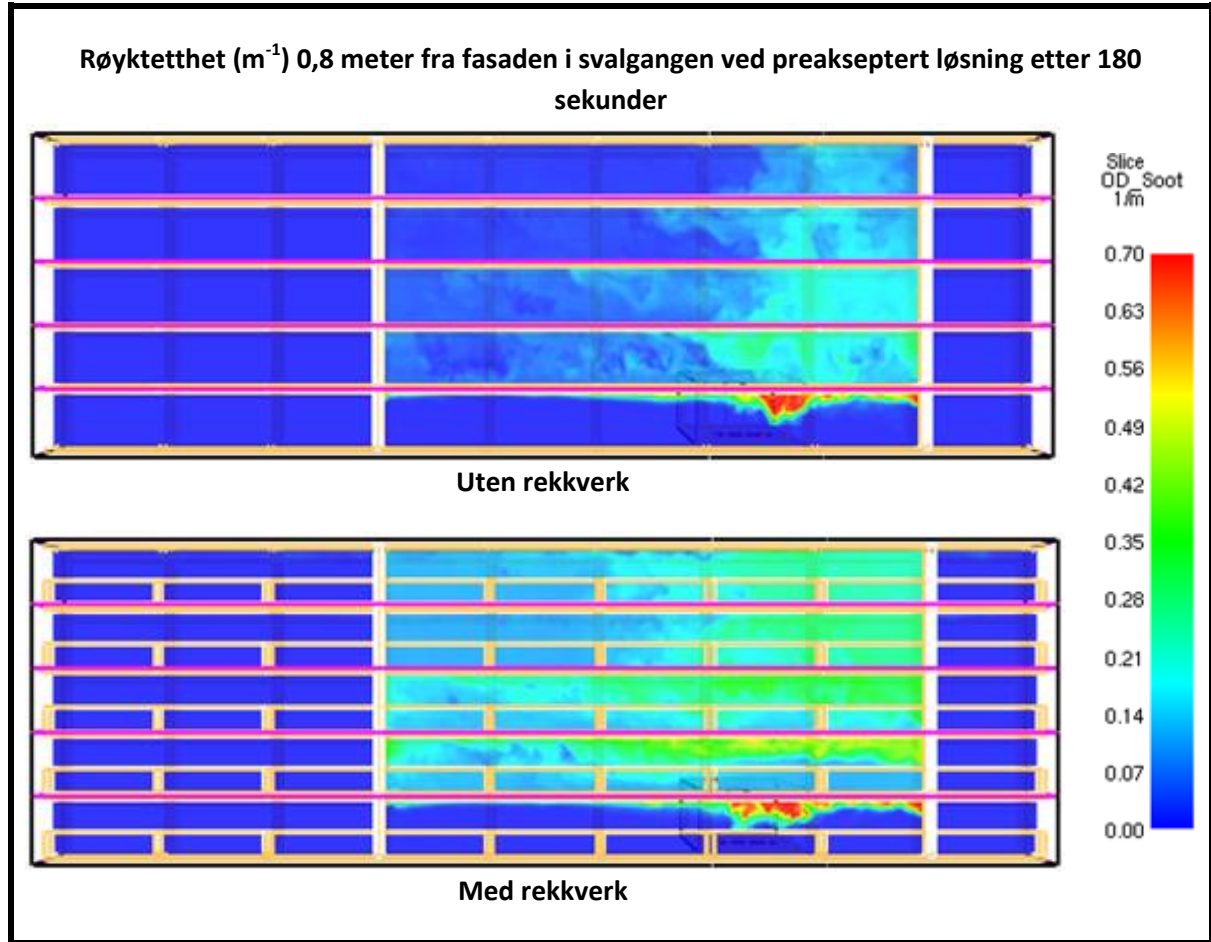 Røyktetthet (m-1) 0,8 meter fra fasaden i svalgangen ved preakseptert løsning etter 180
sekunder
Slice
OD_Soot
1/m
0.70
0.63
0.56
0.49
0.42
0.35
0.28
0.21
0.14
0.07
0.00
Uten rekkverk
Med rekkverk